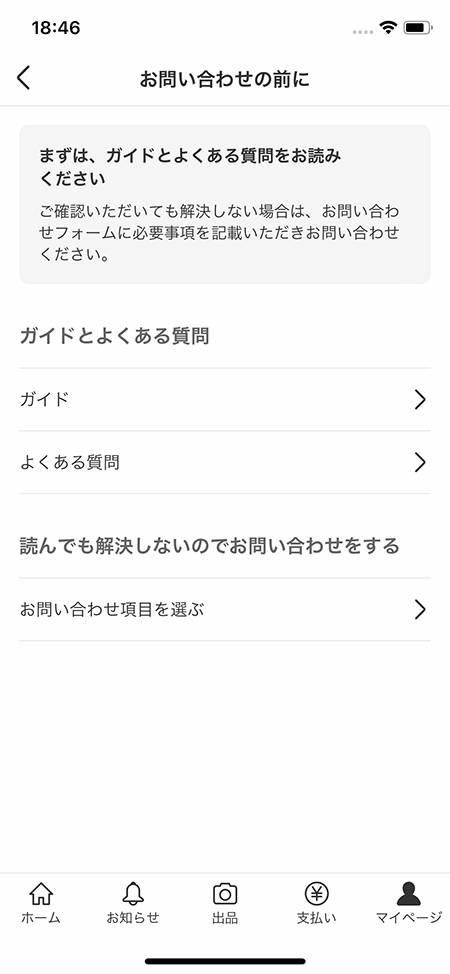 18:46
お問い合わせの前に
まずは、ガイドとよくある質問をお読み
ください
ご確認いただいても解決しない場合は、お問い合わ
せフォームに必要事項を記載いただきお問い合わせ
ください。
ガイドとよくある質問
ガイド
よくある質問
読んでも解決しないのでお問い合わせをする
お問い合わせ項目を選ぶ
ホーム お知らせ 出品 支払い マイページ